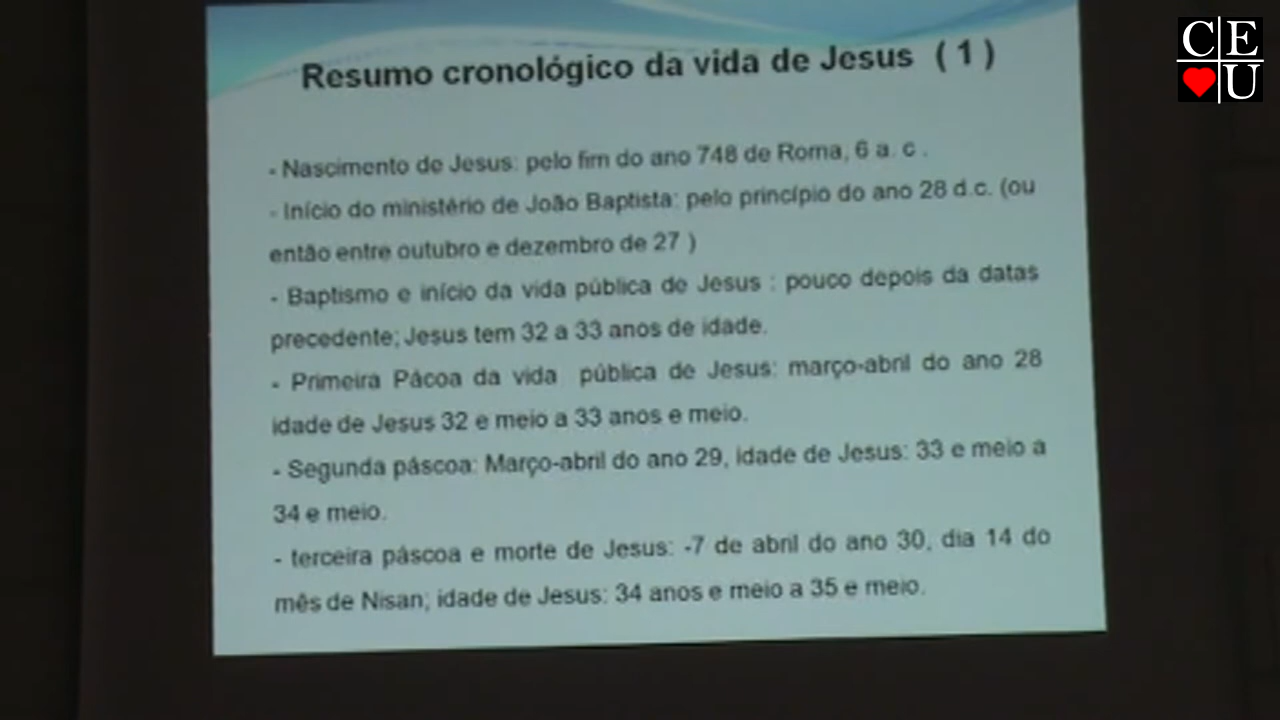 Resumo cronológico da vida de Jesus ( 1 )
- Nascimento de Jesus: pelo fim do ano 748 de Roma, 6 a. c .
- Início do ministério de João Baptista: pelo princípio do ano 28 d.c. (ou
então entre outubro e dezembro de 27 )
- Baptismo e início da vida pública de Jesus : pouco depois da datas
precedente; Jesus tem 32 a 33 anos de idade.
- Primeira Pácoa da vida pública de Jesus: março-abril do ano 28
idade de Jesus 32 e meio a 33 anos e meio.
- Segunda páscoa: Março-abril do ano 29, idade de Jesus: 33 e meio a
34 e meio.
- terceira páscoa e morte de Jesus: -7 de abril do ano 30, dia 14 do
mês de Nisan; idade de Jesus: 34 anos e meio a 35 e meio.
CE
U